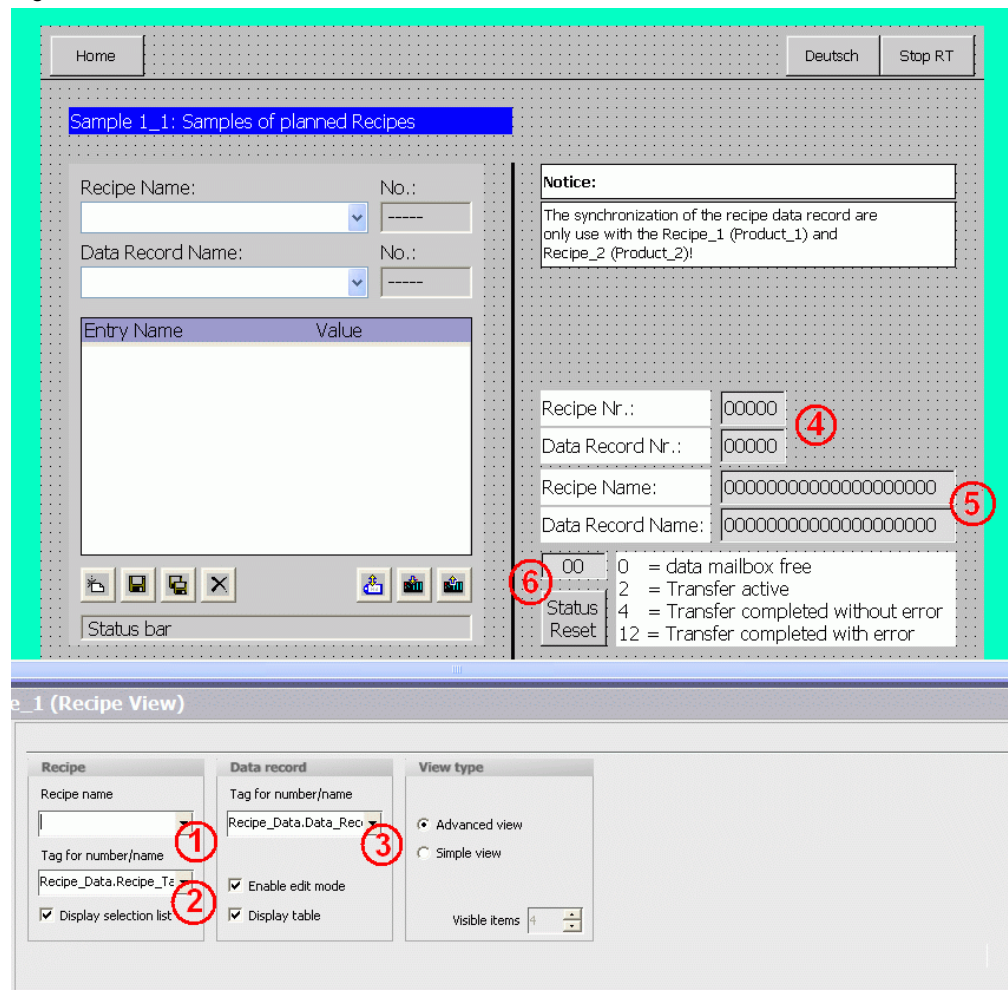 Home
Deutsch
Stop RT
Sample 1_1: Samples of planned Recipes
Recipe Name:
No.:
-----
Data Record Name:
No.:
-----
Entry Name
Value
Status bar
Notice:
The synchronization of the recipe data record are
only use with the Recipe_1 (Product_1) and
Recipe_2 (Product_2)!
Recipe Nr.:
00000
4
Data Record Nr.:
00000
Recipe Name:
00000000000000000000
5
Data Record Name:
00000000000000000000
6
00
Status
Reset
0 = data mailbox free
2 = Transfer active
4 = Transfer completed without error
12 = Transfer completed with error
e_1 (Recipe View)
Recipe
Recipe name
1
Tag for number/name
Recipe_Data.Recipe_Ta
2
Display selection list
Data record
Tag for number/name
Recipe_Data.Data_Reco
3
Enable edit mode
Display table
View type
Advanced view
Simple view
Visible items
4